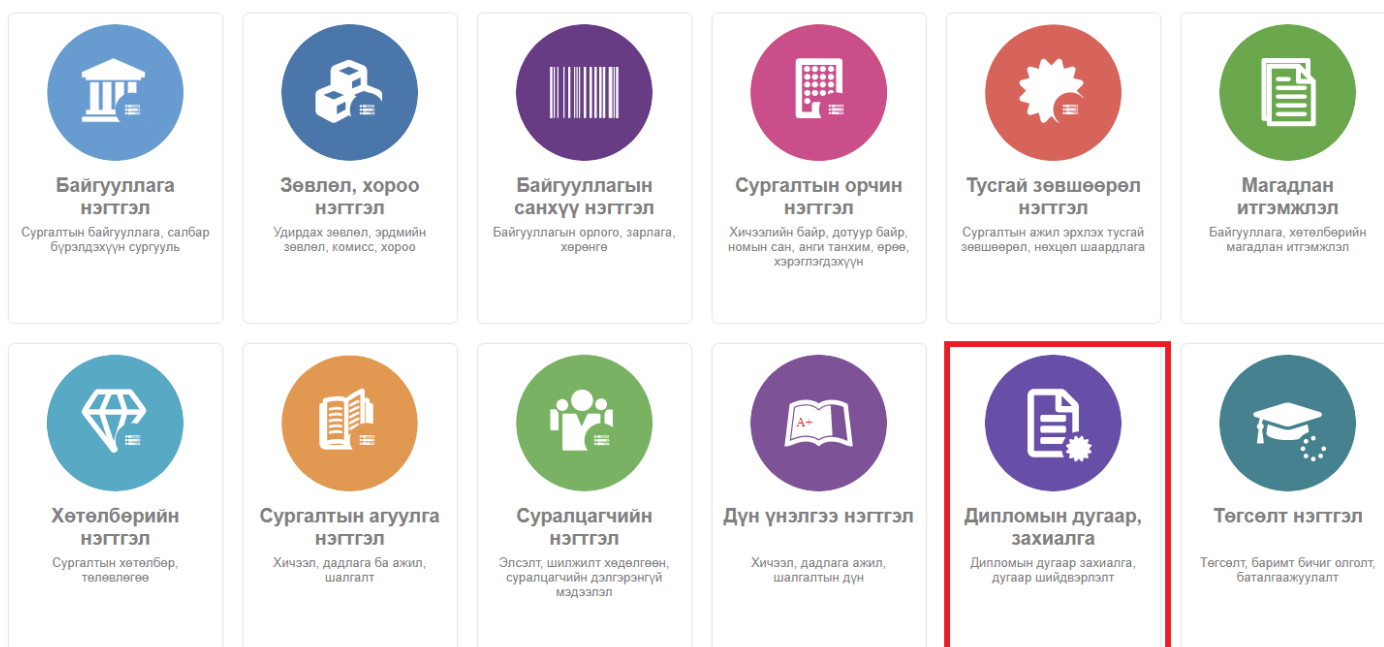 Байгууллага
нэгтгэл
Сургалтын байгууллага, салбар
бүрэлдэхүүн сургууль
Зөвлөл, хороо
нэгтгэл
Удирдах зөвлөл, эрдмийн
зөвлөл, комисс, хороо
Байгууллагын
санхүү нэгтгэл
Байгууллагын орлого, зарлага,
хөрөнгө
Сургалтын орчин
нэгтгэл
Хичээлийн байр, дотуур байр,
номын сан, анги танхим, өрөө,
хэрэглэгдэхүүн
Тусгай зөвшөөрөл
нэгтгэл
Сургалтын ажил эрхлэх тусгай
зөвшөөрөл, нөхцөл шаардлага
Магадлан
итгэмжлэл
Байгууллага, хөтөлбөрийн
магадлан итгэмжлэл
Хөтөлбөрийн
нэгтгэл
Сургалтын хөтөлбөр,
төлөвлөгөө
Сургалтын агуулга
нэгтгэл
Хичээл, дадлага ба ажил,
шалгалт
Суралцагчийн
нэгтгэл
Элсэлт, шилжилт хөдөлгөөн,
суралцагчийн дэлгэрэнгүй
мэдээлэл
A+
Дүн үнэлгээ нэгтгэл
Хичээл, дадлага ажил,
шалгалтын дүн
Дипломын дугаар,
захиалга
Дипломын дугаар захиалга,
дугаар шийдвэрлэлт
Төгсөлт нэгтгэл
Төгсөлт, баримт бичиг олголт,
баталгаажуулалт